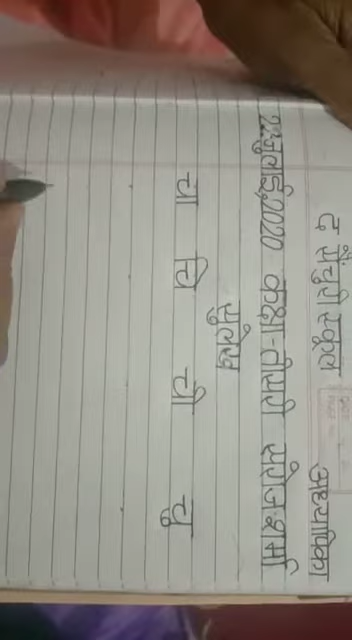 द सेंचुरी स्कूल अध्यापिका
22 जुलाई, 2020 कक्षा-तीसरी सरोज शर्मा
सुलेख
चा चि ची चु